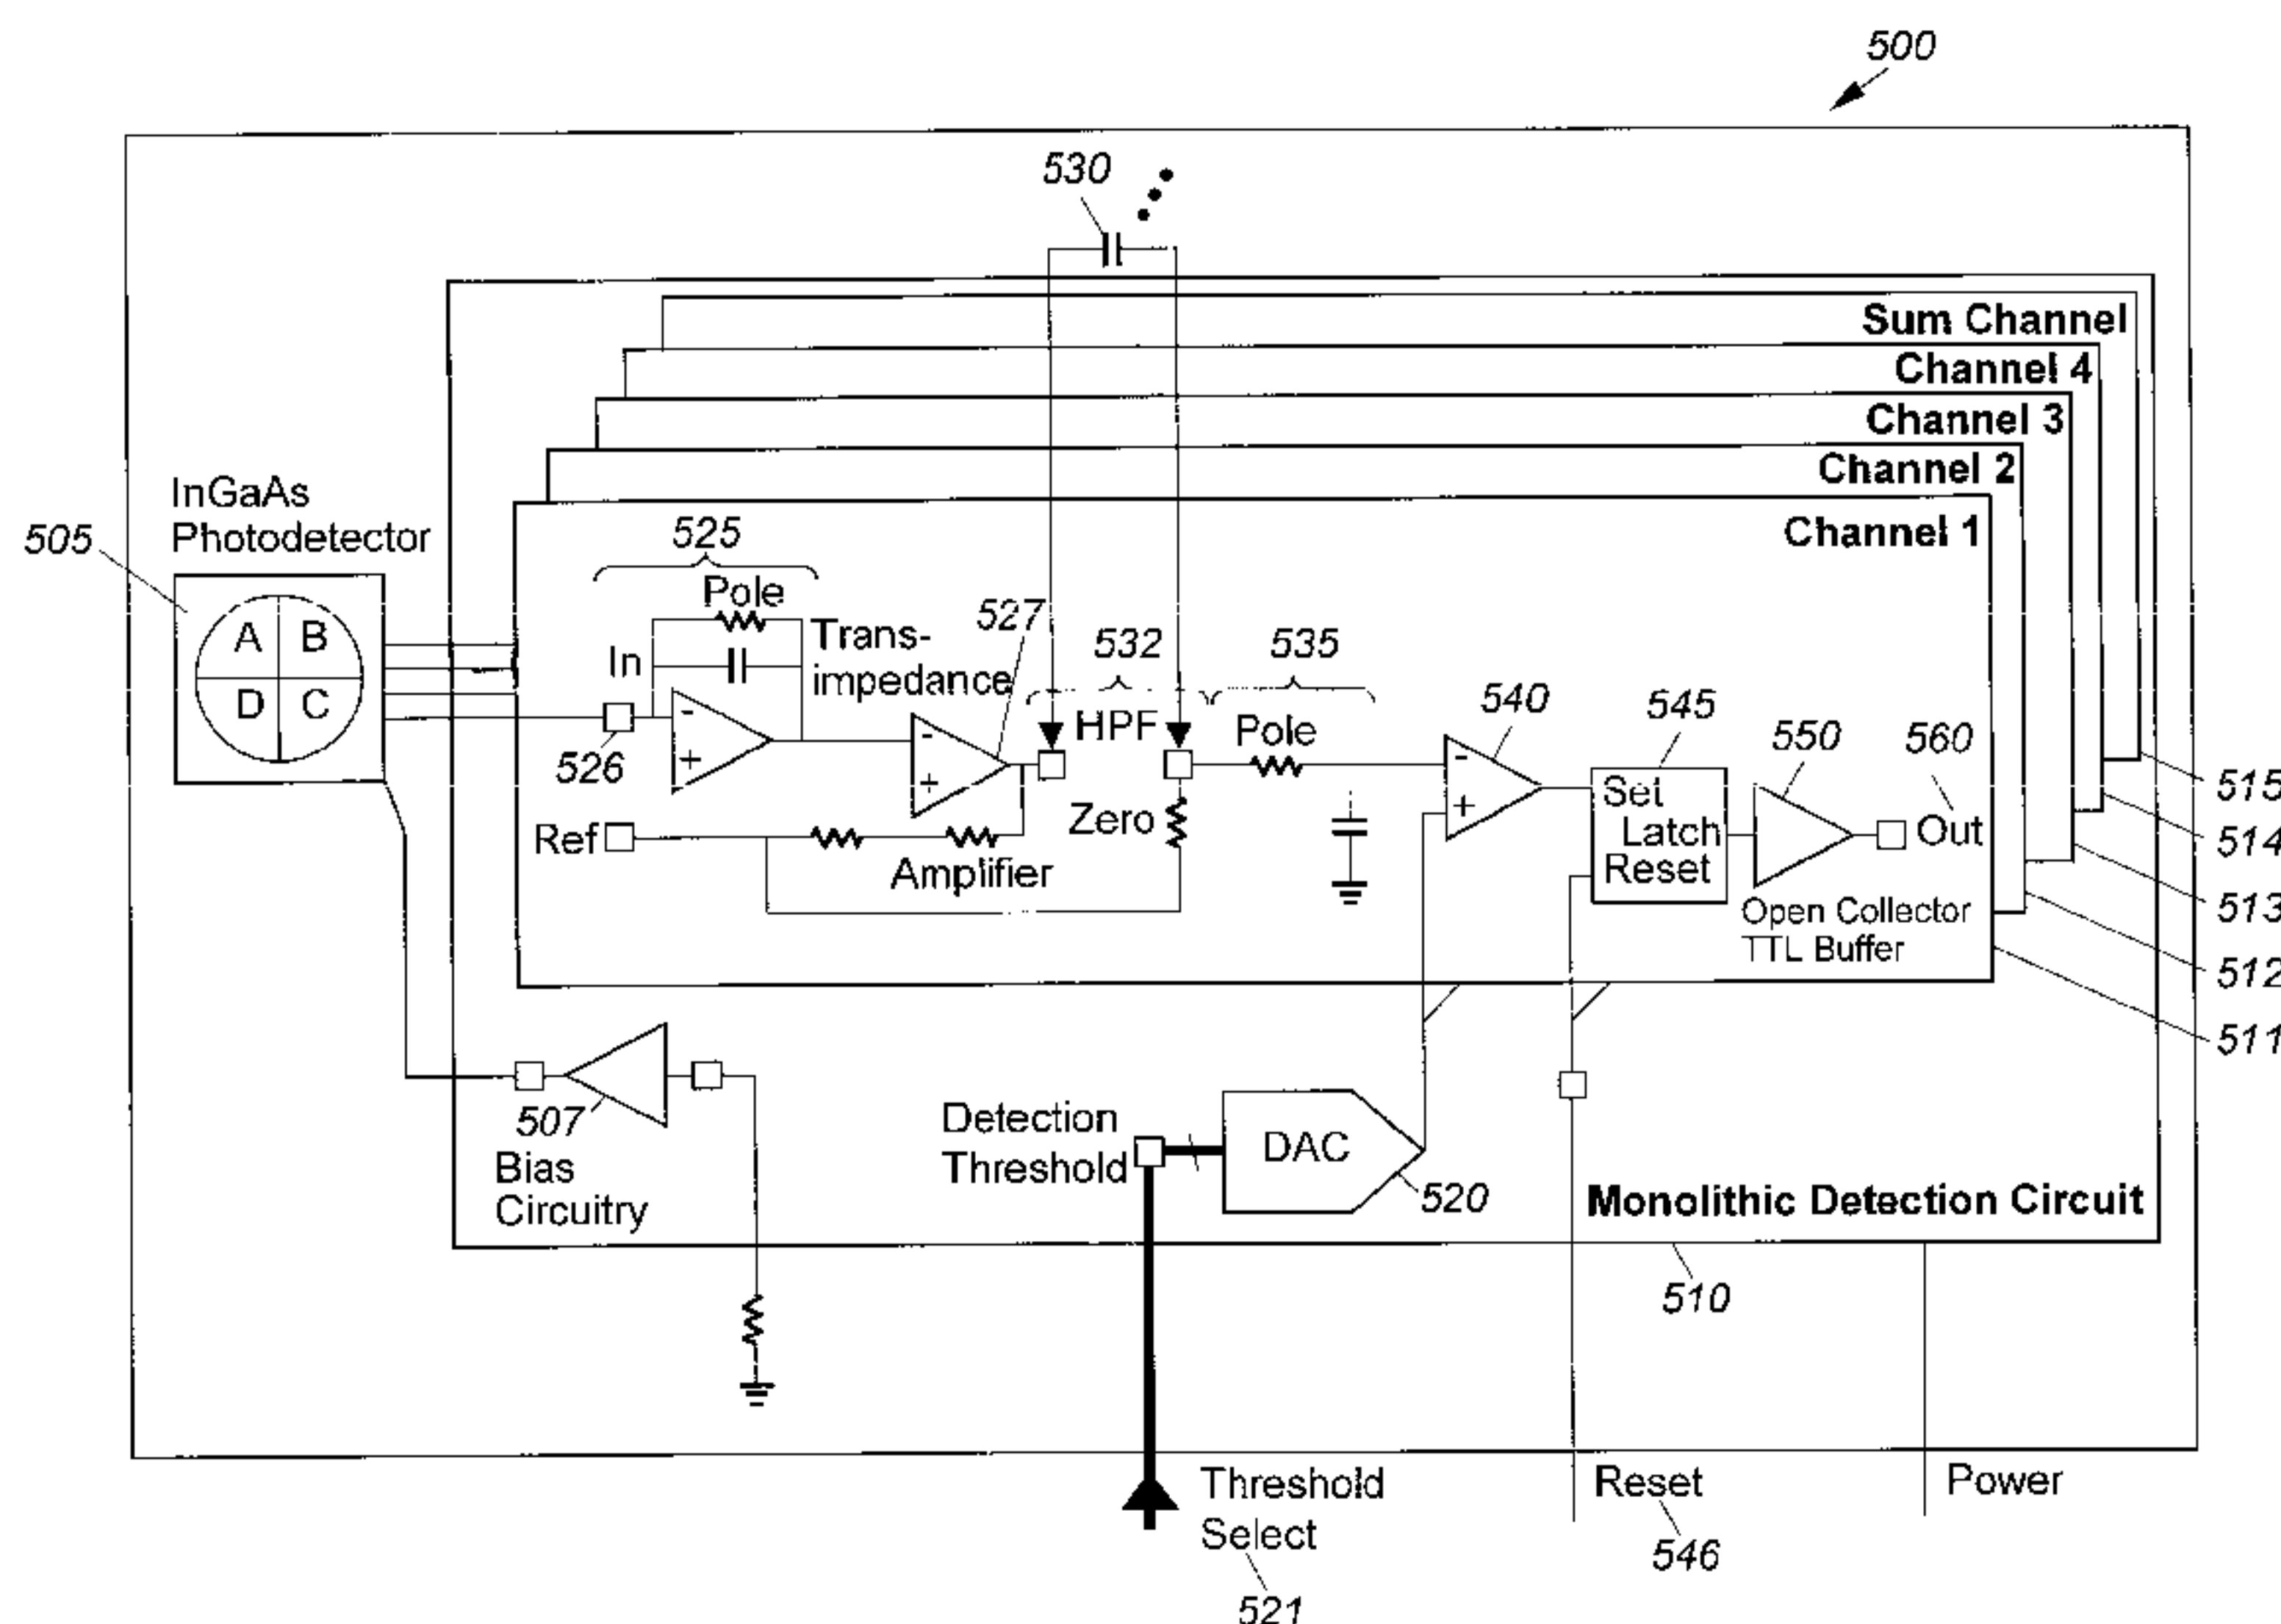 500
530
Sum Channel
Channel 4
Channel 3
Channel 2
Channel 1
InGaAs
Photodetector
505
A B
D C
525
Pole
In
Trans-
impedance
527
526
Ref
Amplifier
532
HPF
Zero
535
Pole
540
545
Set
Latch
Reset
550
560
Out
Open Collector
TTL Buffer
515
514
513
512
511
507
Bias
Circuitry
Detection
Threshold
DAC
520
Monolithic Detection Circuit
510
Threshold
Select
521
Reset
546
Power
- +
- +
- +